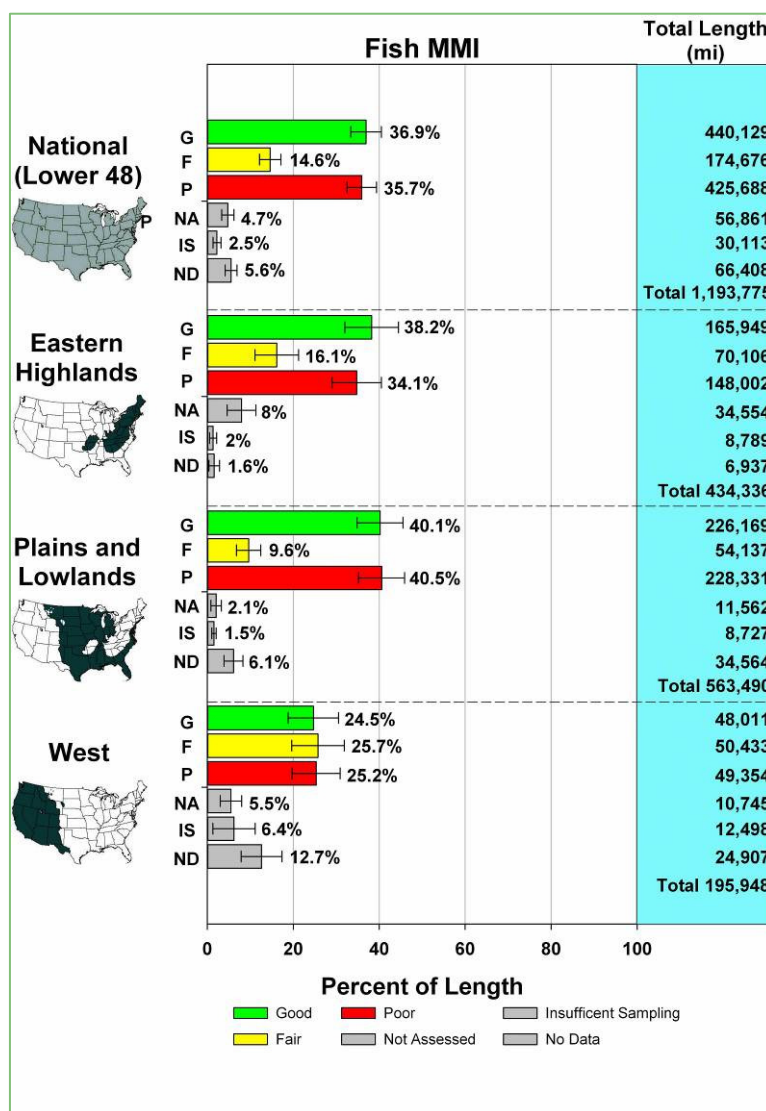 Fish MMI
Total Length
(mi)
National
(Lower 48)
P
G 36.9% 440,129
F 14.6% 174,676
P 35.7% 425,688
NA 4.7% 56,861
IS 2.5% 30,113
ND 5.6% 66,408
Total 1,193,775
Eastern
Highlands
G 38.2% 165,949
F 16.1% 70,106
P 34.1% 148,002
NA 8% 34,554
IS 2% 8,789
ND 1.6% 6,937
Total 434,336
Plains and
Lowlands
G 40.1% 226,169
F 9.6% 54,137
P 40.5% 228,331
NA 2.1% 11,562
IS 1.5% 8,727
ND 6.1% 34,564
Total 563,490
West
G 24.5% 48,011
F 25.7% 50,433
P 25.2% 49,354
NA 5.5% 10,745
IS 6.4% 12,498
ND 12.7% 24,907
Total 195,948
0 20 40 60 80 100
Percent of Length
Good Poor Insufficent Sampling
Fair Not Assessed No Data